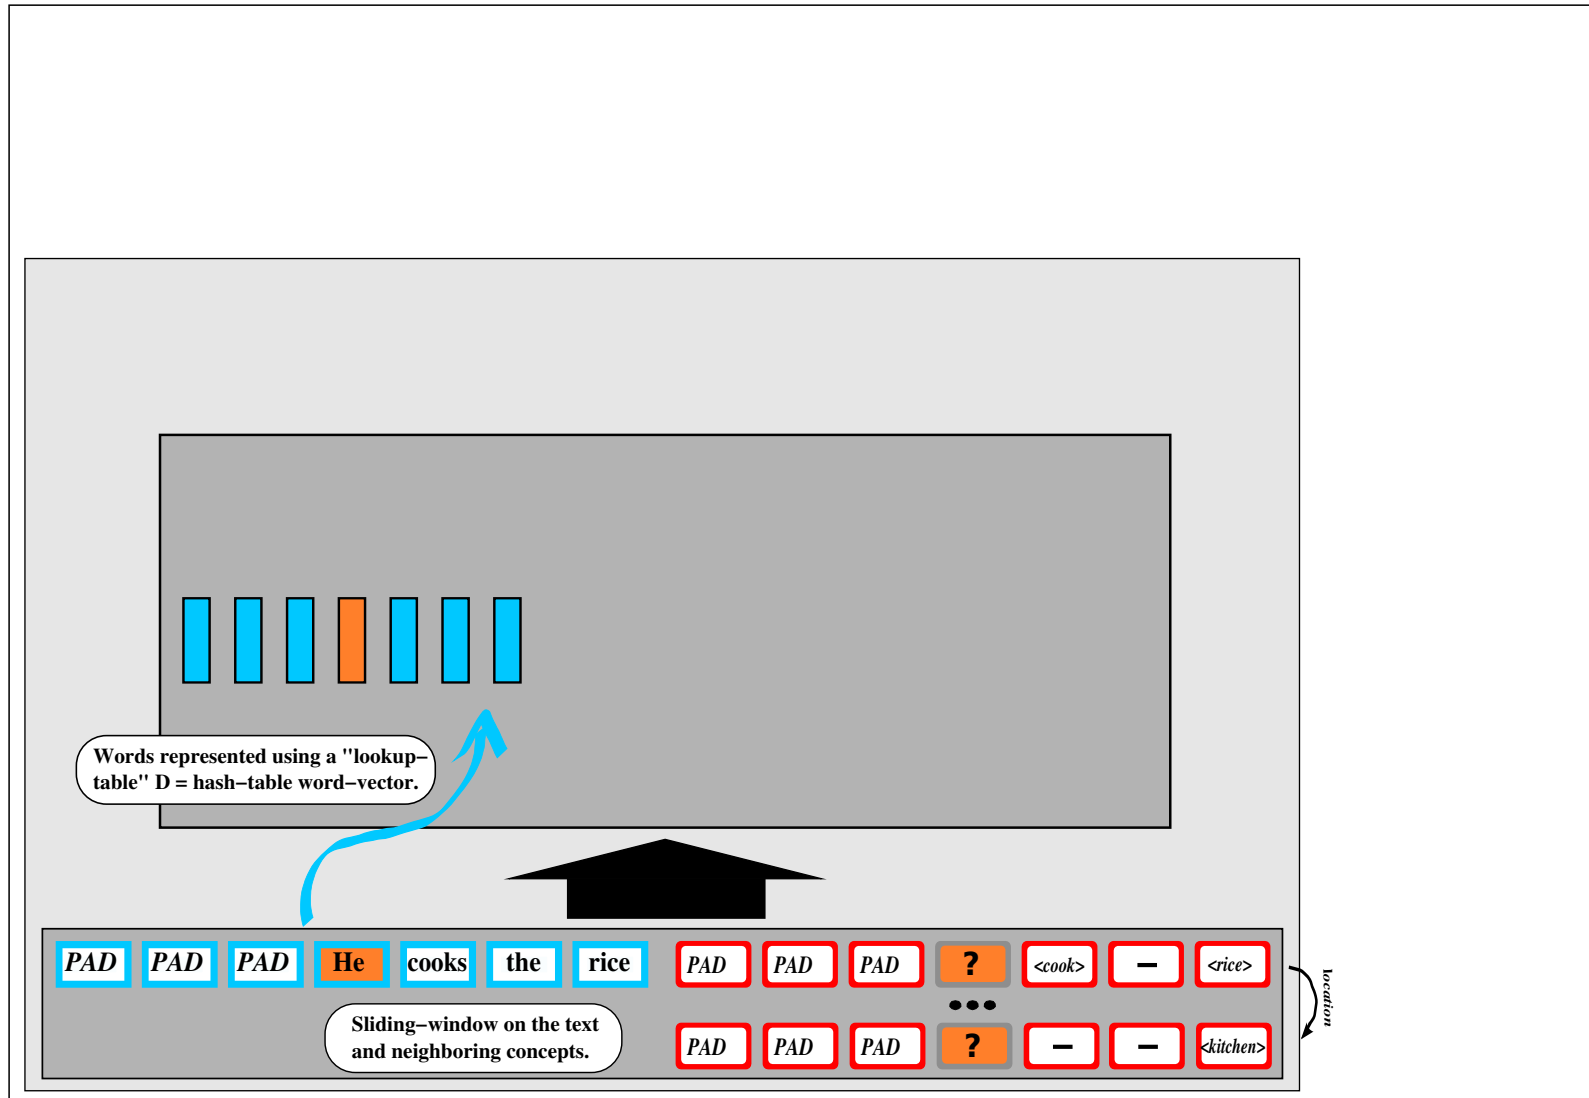 Words represented using a "lookup-
table" D = hash-table word-vector.
PAD PAD PAD He cooks the rice PAD PAD PAD ? <cook> - <rice>
location
Sliding-window on the text
and neighboring concepts.
PAD PAD PAD ? - - <kitchen>